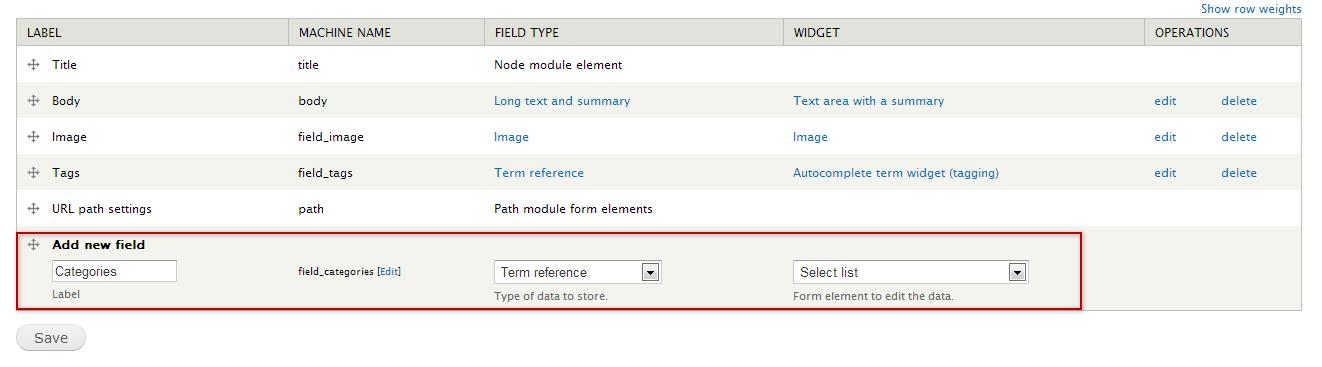 Show row weights
LABEL MACHINE NAME FIELD TYPE WIDGET OPERATIONS
Title title Node module element
Body body Long text and summary Text area with a summary edit delete
Image field_image Image Image edit delete
Tags field_tags Term reference Autocomplete term widget (tagging) edit delete
URL path settings path Path module form elements
Add new field
Categories field_categories [Edit] Term reference Select list
Label Type of data to store. Form element to edit the data.
Save